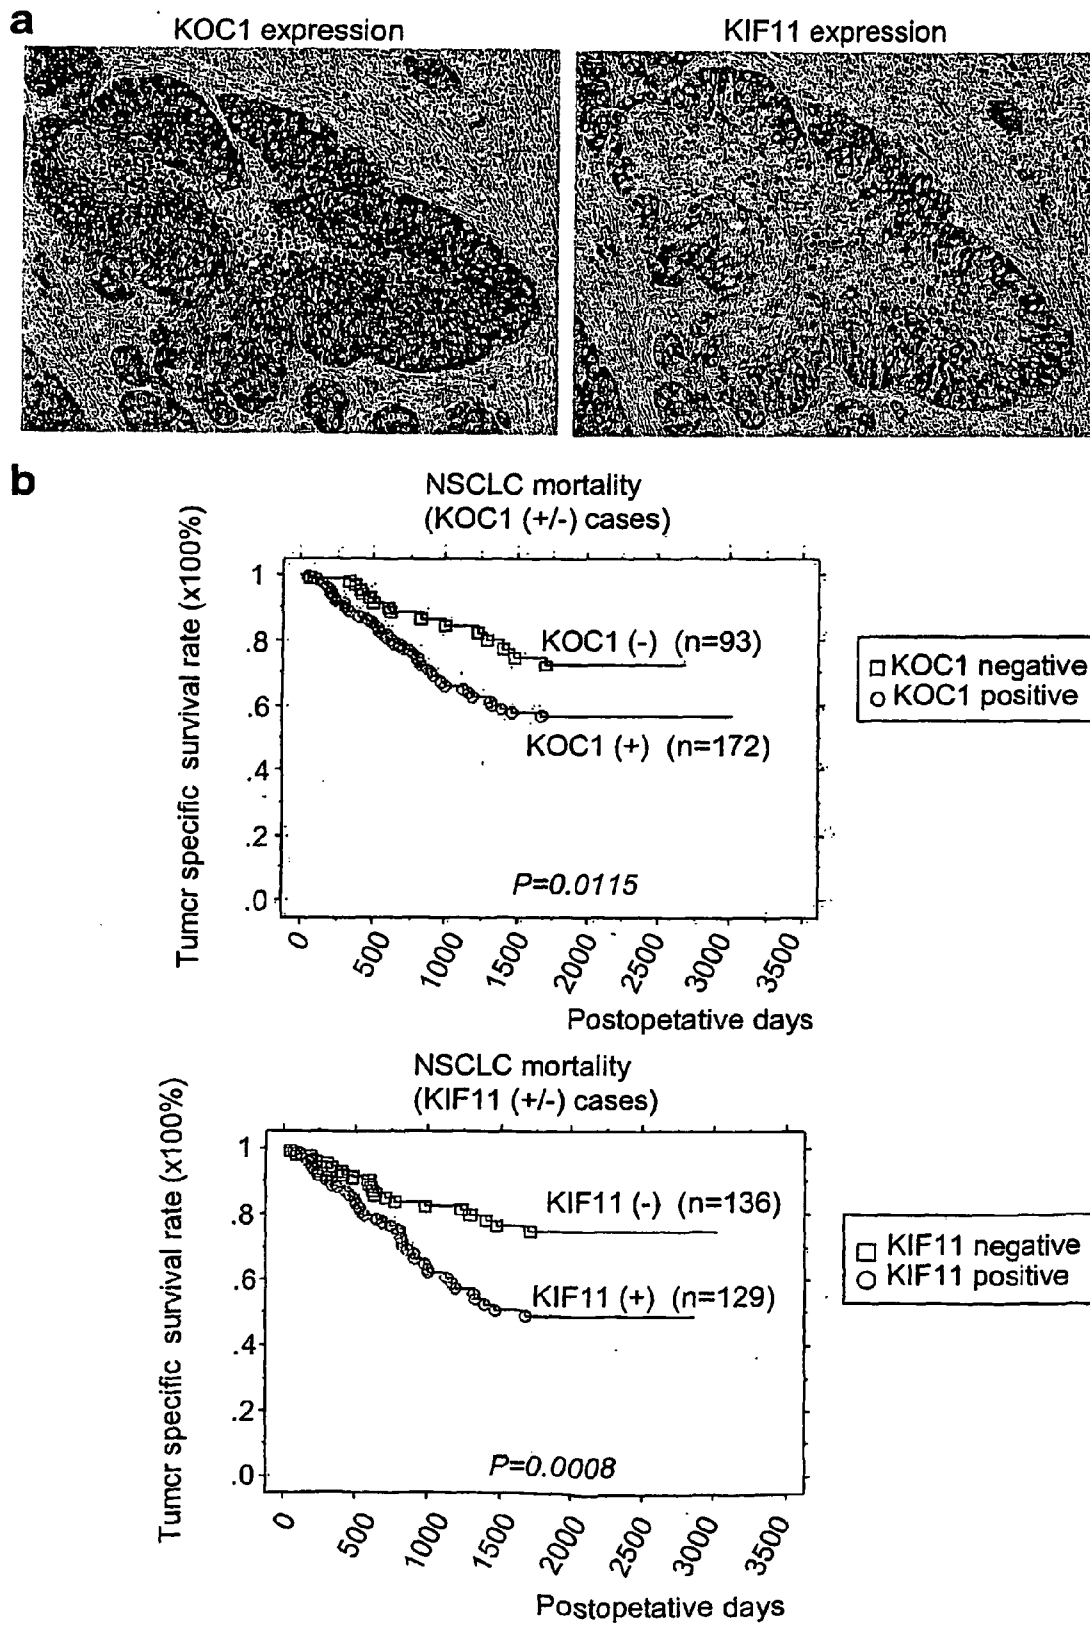 a
KOC1 expression
KIF11 expression
b
NSCLC mortality
(KOC1 (+/-) cases)
Tumcr specific survival rate (x100%)
1
.8
.6
.4
.2
.0
KOC1 (-) (n=93)
KOC1 (+) (n=172)
P=0.0115
KOC1 negative
KOC1 positive
0
500
1000
1500
2000
2500
3000
3500
Postopetative days
NSCLC mortality
(KIF11 (+/-) cases)
Tumcr specific survival rate (x100%)
1
.8
.6
.4
.2
.0
KIF11 (-) (n=136)
KIF11 (+) (n=129)
P=0.0008
KIF11 negative
KIF11 positive
0
500
1000
1500
2000
2500
3000
3500
Postopetative days